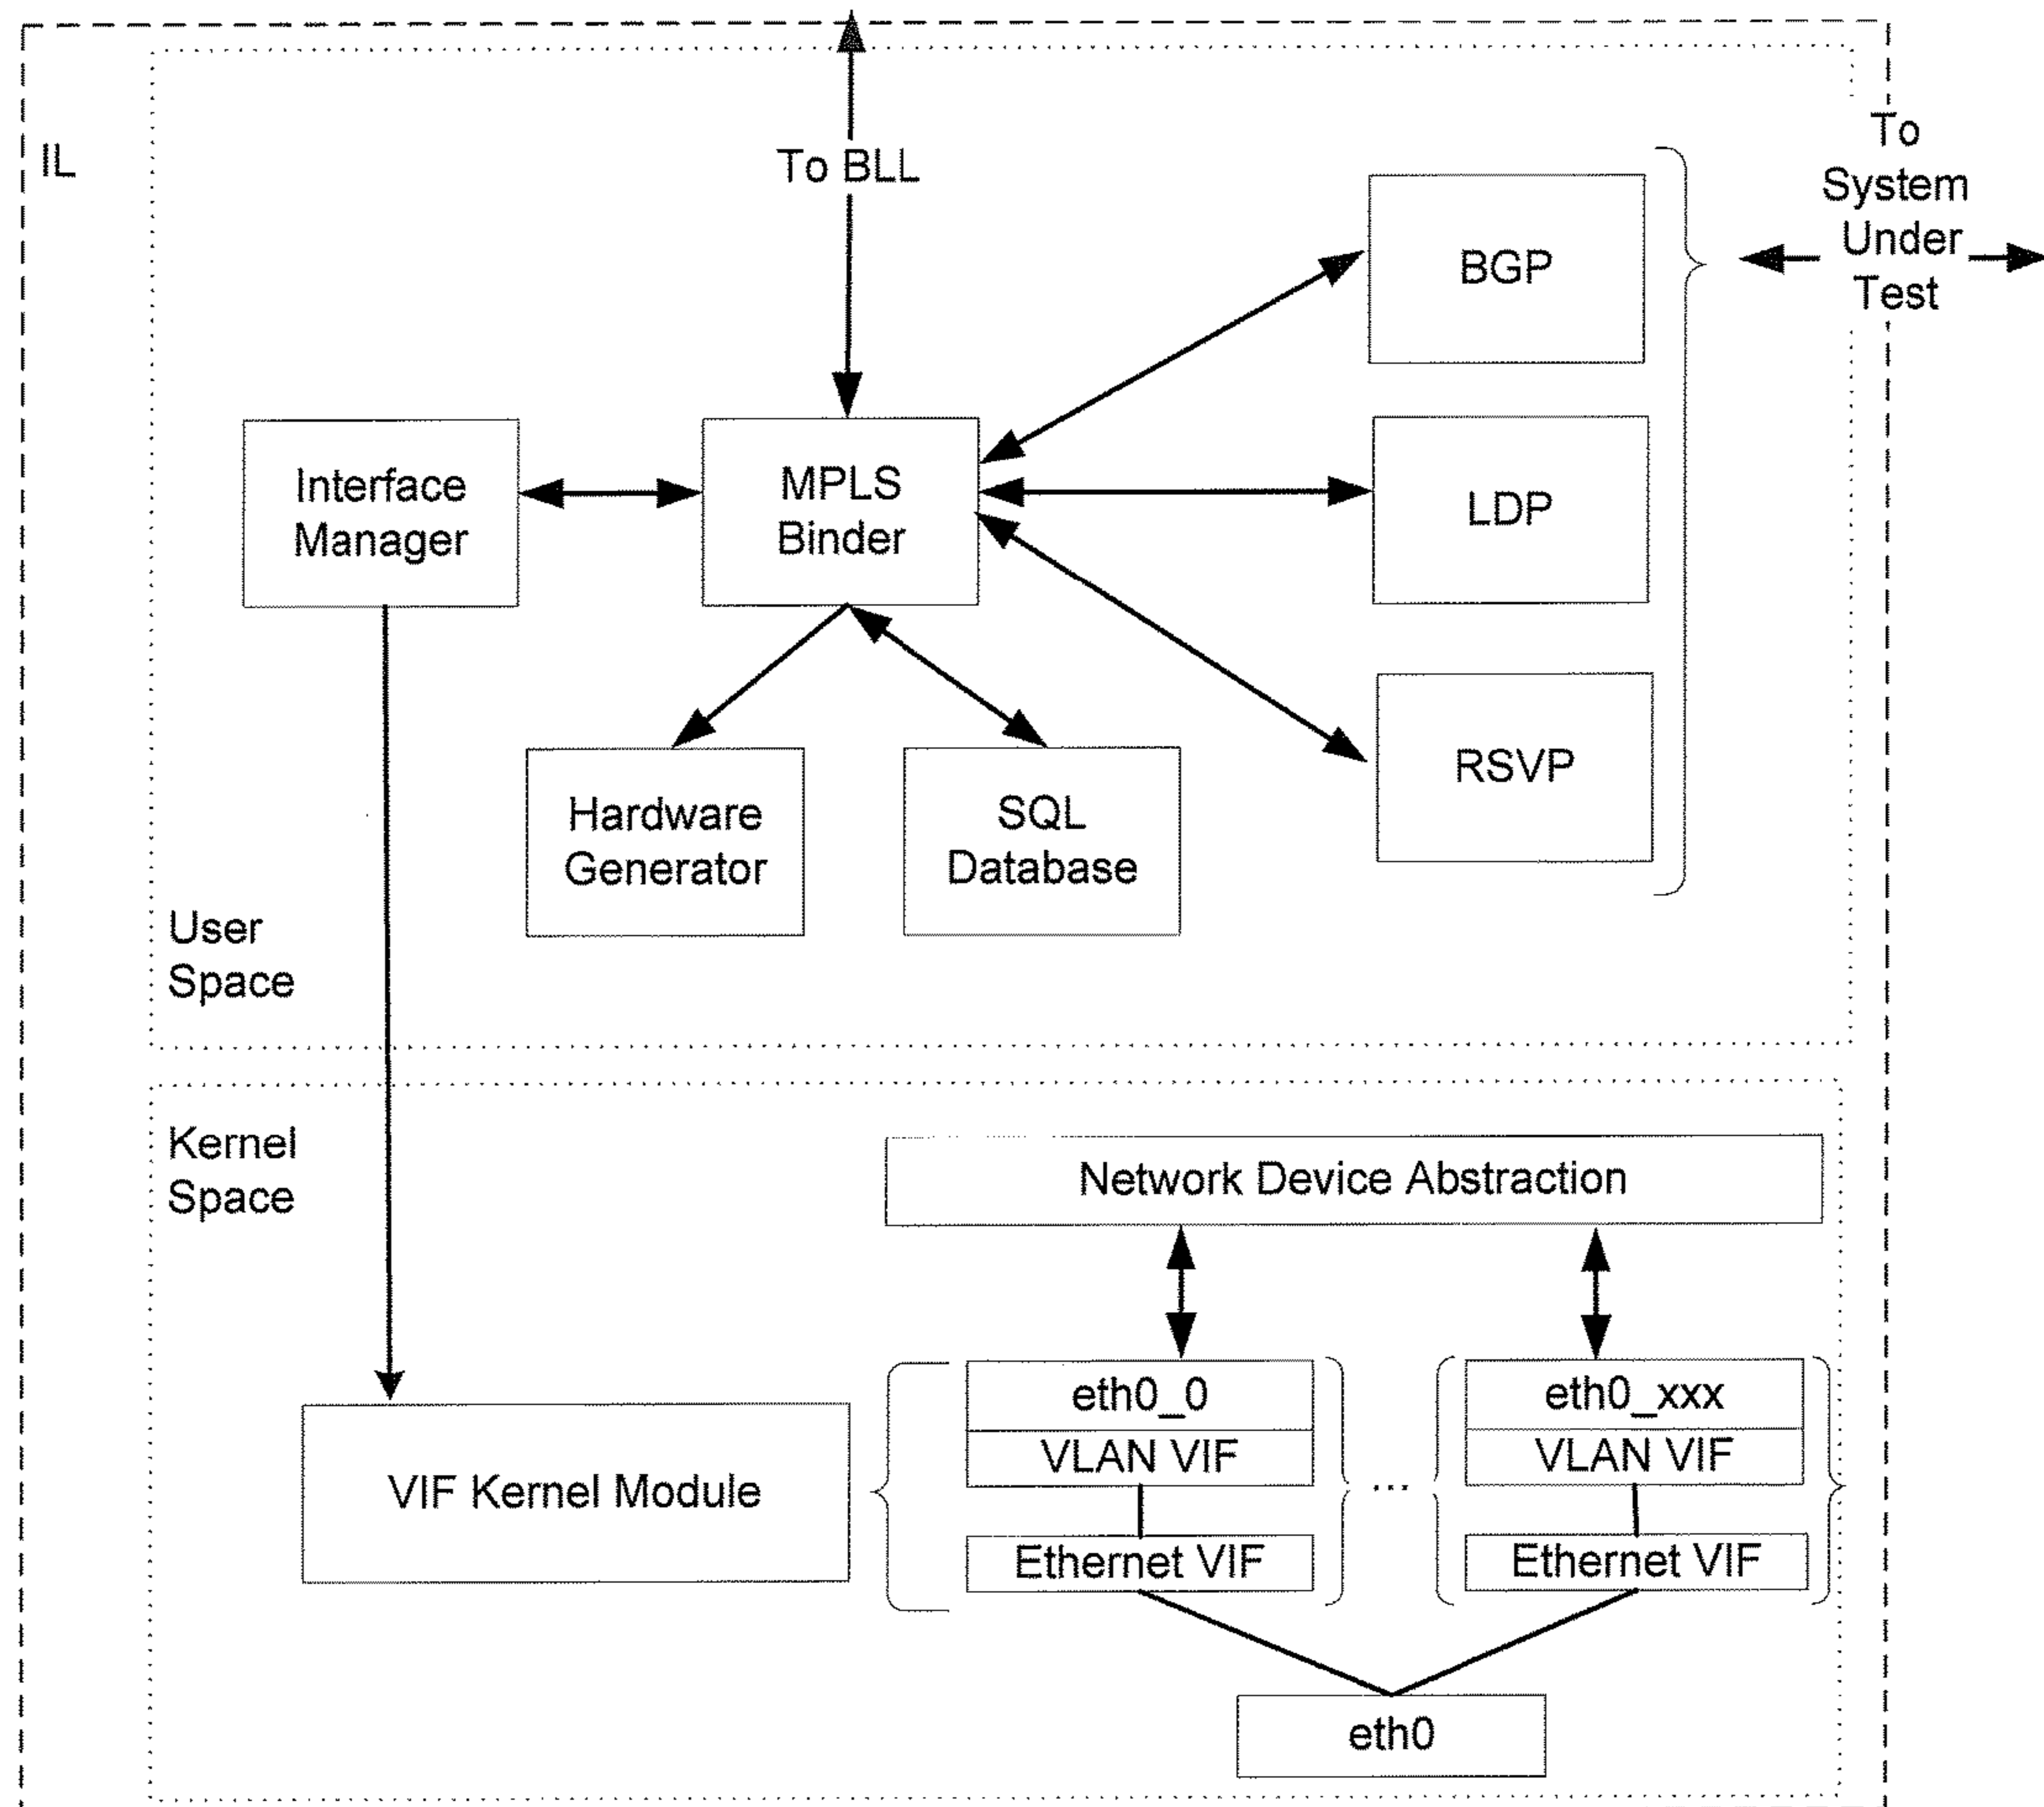 To BLL
IL
To
System
Under
Test
BGP
Interface
Manager
MPLS
Binder
LDP
RSVP
Hardware
Generator
SQL
Database
User
Space
Kernel
Space
Network Device Abstraction
eth0_0
VLAN VIF
Ethernet VIF
...
eth0_xxx
VLAN VIF
Ethernet VIF
VIF Kernel Module
eth0